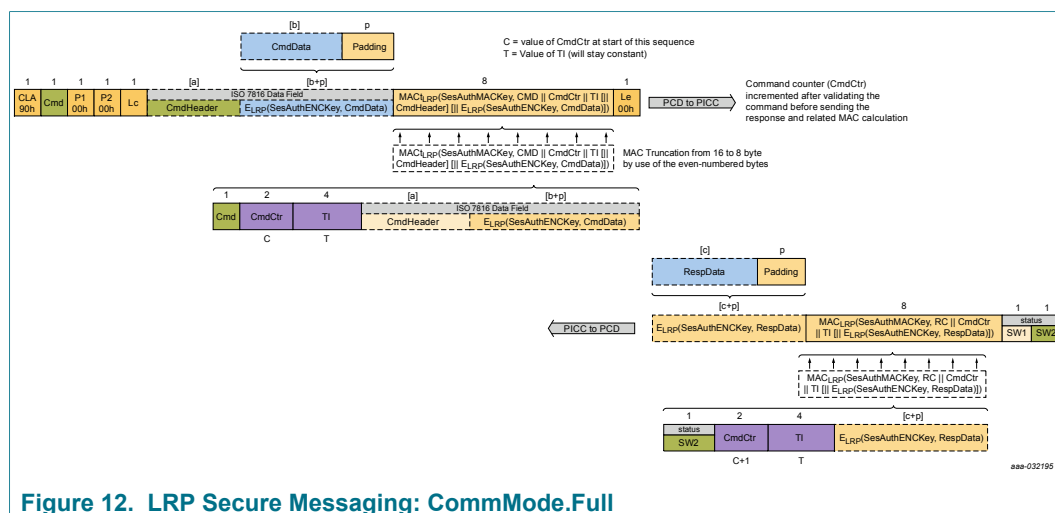 [b] p
CmdData Padding
C = value of CmdCtr at start of this sequence
T = Value of TI (will stay constant)
1 1 1 1 1 [a] [b+p] 8 1
CLA 90h Cmd P1 00h P2 00h Lc
ISO 7816 Data Field
CmdHeader ELRP(SesAuthENCKey, CmdData)
MACtLRP(SesAuthMACKey, CMD || CmdCtr || TI [||
CmdHeader] [|| ELRP(SesAuthENCKey, CmdData)])
Le 00h
PCD to PICC
Command counter (CmdCtr)
incremented after validating the
command before sending the
response and related MAC calculation
MACtLRP(SesAuthMACKey, CMD || CmdCtr || TI [||
CmdHeader] [|| ELRP(SesAuthENCKey, CmdData)])
MAC Truncation from 16 to 8 byte
by use of the even-numbered bytes
1 2 4 [a] [b+p]
ISO 7816 Data Field
Cmd CmdCtr TI CmdHeader ELRP(SesAuthENCKey, CmdData)
C T
[c] p
RespData Padding
[c+p] 8 1 1
PICC to PCD
ELRP(SesAuthENCKey, RespData)
MACLRP(SesAuthMACKey, RC || CmdCtr
|| TI [|| ELRP(SesAuthENCKey, RespData)])
status
SW1 SW2
MACLRP(SesAuthMACKey, RC || CmdCtr
|| TI [|| ELRP(SesAuthENCKey, RespData)])
1 2 4 [c+p]
status
SW2 CmdCtr TI ELRP(SesAuthENCKey, RespData)
C+1 T
aaa-032195
Figure 12. LRP Secure Messaging: CommMode.Full